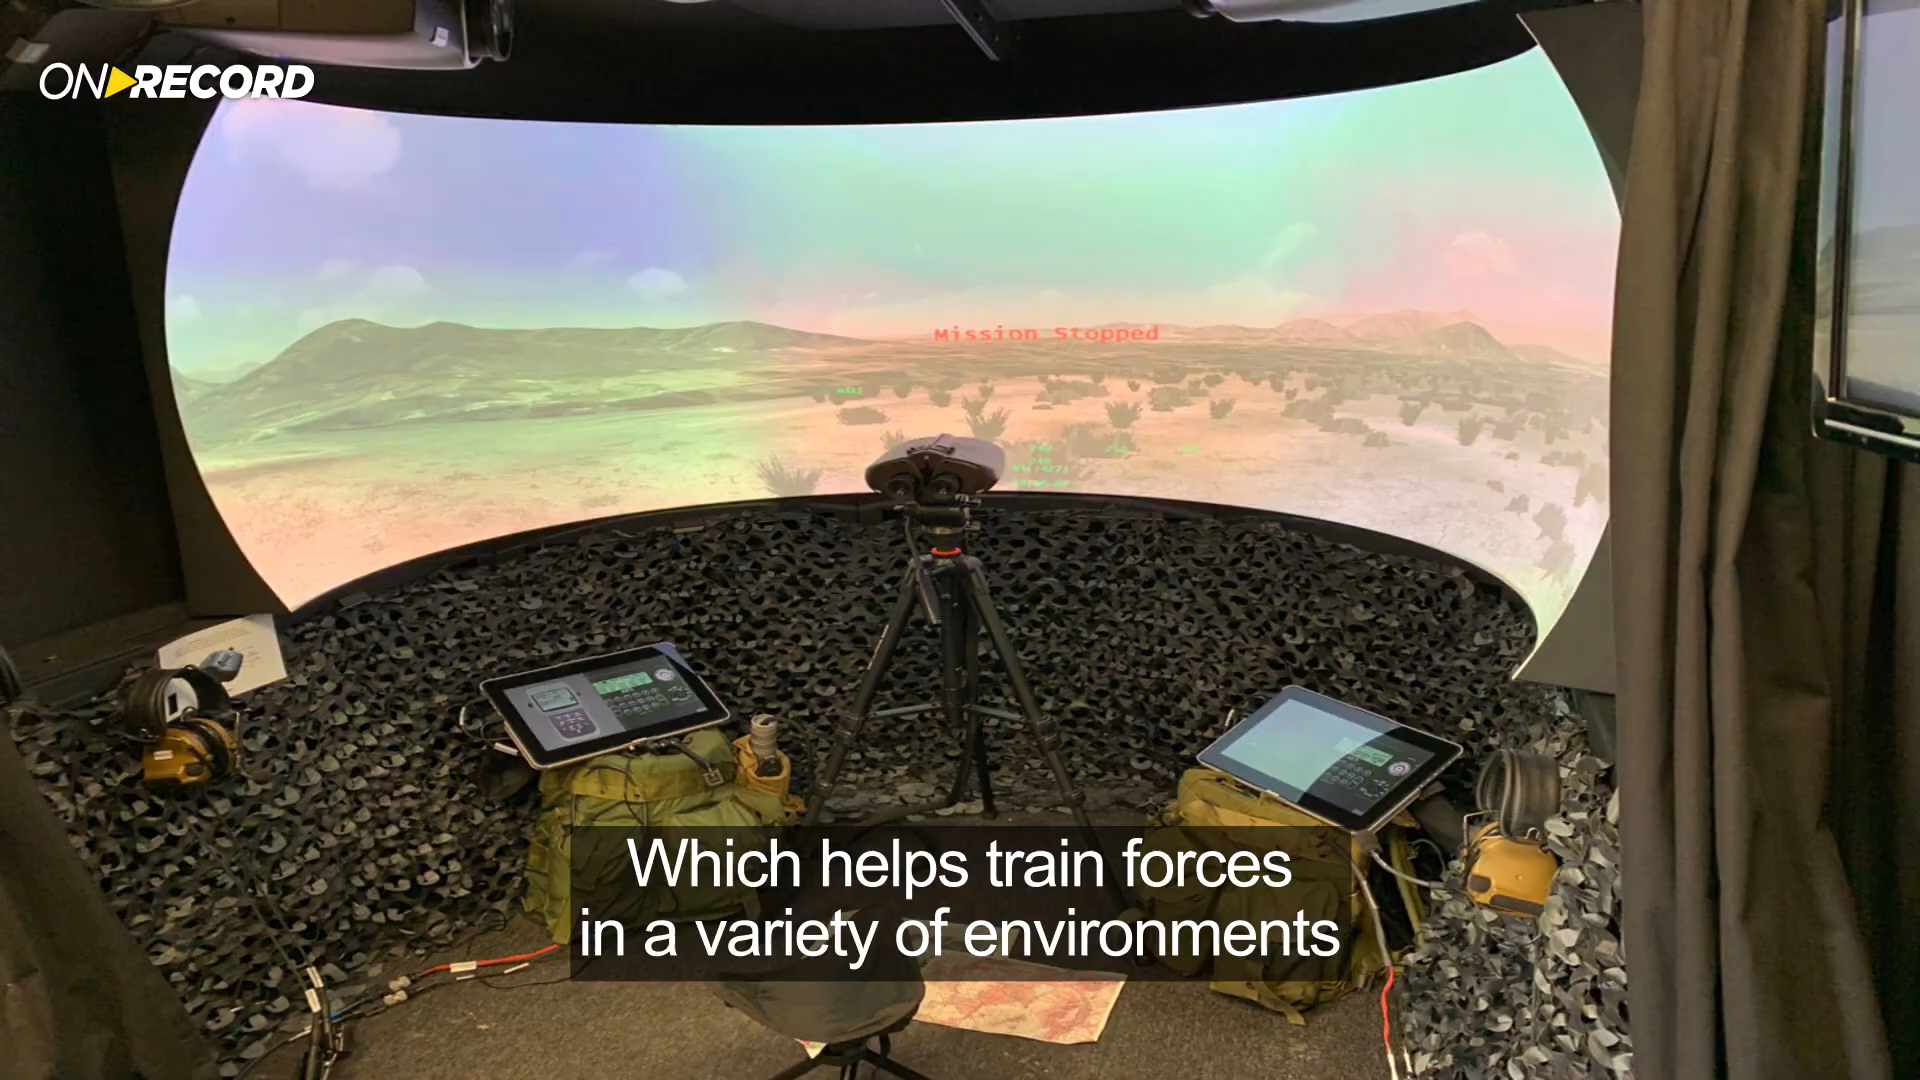 ON RECORD
Mission Stopped
Which helps train forces
in a variety of environments